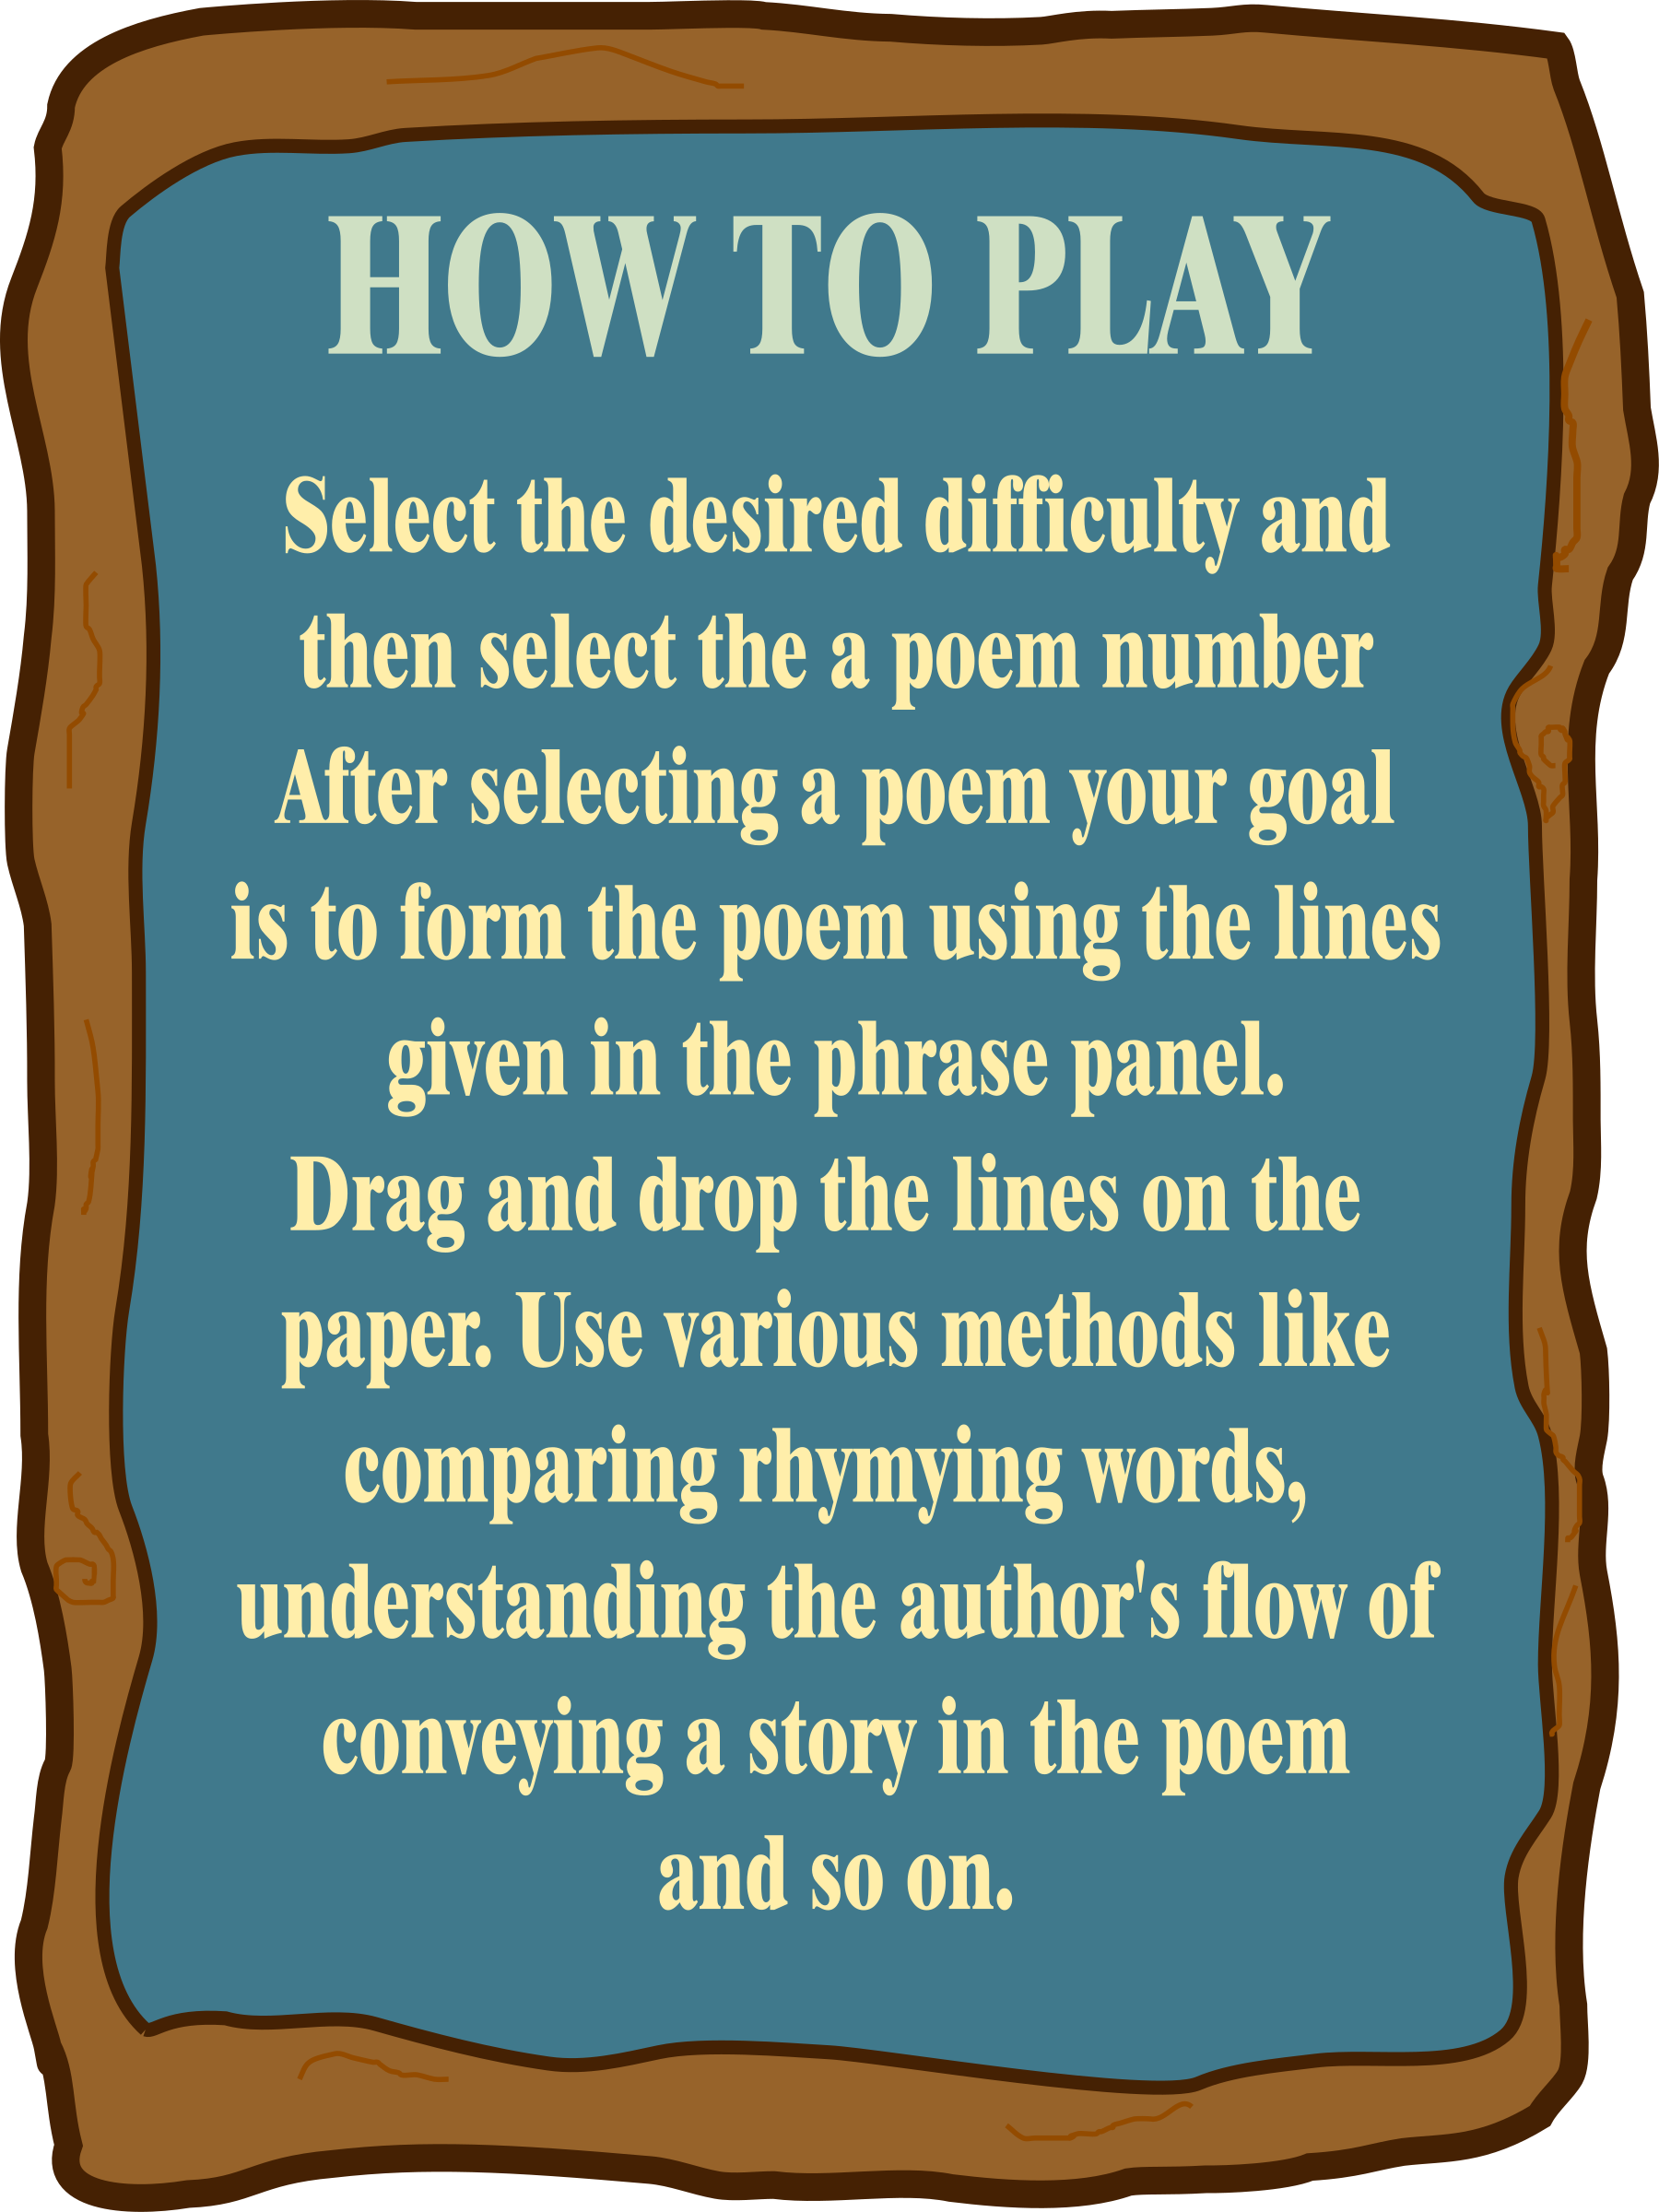 HOW TO PLAY
Select the desired difficulty and
then select th a poem number
After selecting a poem your goal
is to form the poem using the lines
given in the phrase panel.
Drag and drop the lines on the
paper. Use various methods like
comparing rhymying words,
understanding the author's flow of
conveying a story in the poem
and so on.